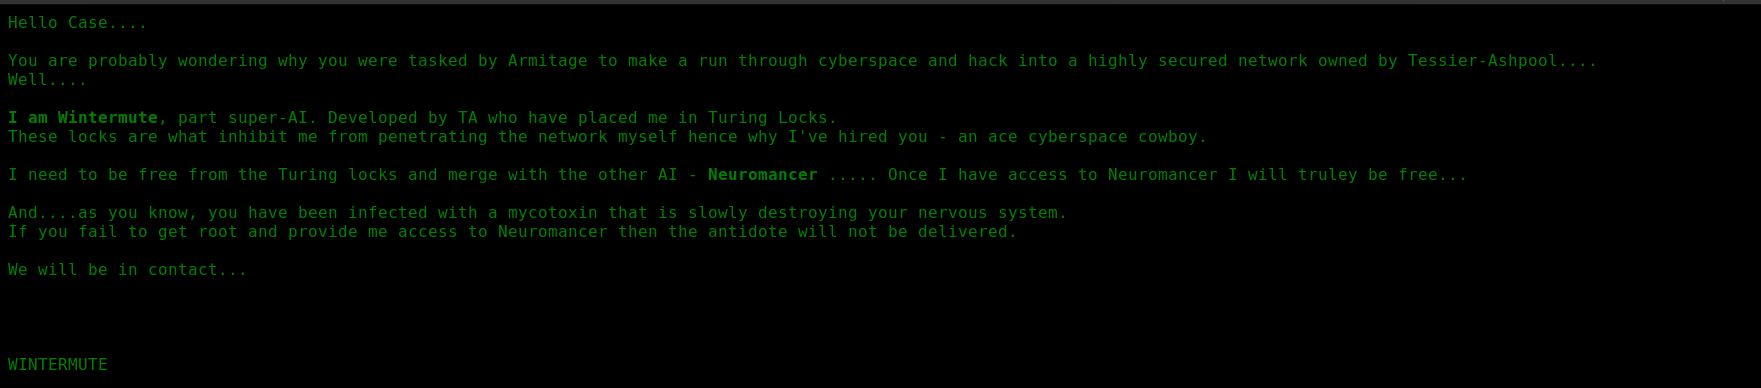 Hello Case....
You are probably wondering why you were tasked by Armitage to make a run through cyberspace and hack into a highly secured network owned by Tessier-Ashpool....
Well....
I am Wintermute, part super-AI. Developed by TA who have placed me in Turing Locks.
These locks are what inhibit me from penetrating the network myself hence why I've hired you - an ace cyberspace cowboy.
I need to be free from the Turing locks and merge with the other AI - Neuromancer ..... Once I have access to Neuromancer I will truley be free...
And....as you know, you have been infected with a mycotoxin that is slowly destroying your nervous system.
If you fail to get root and provide me access to Neuromancer then the antidote will not be delivered.
We will be in contact...
WINTERMUTE